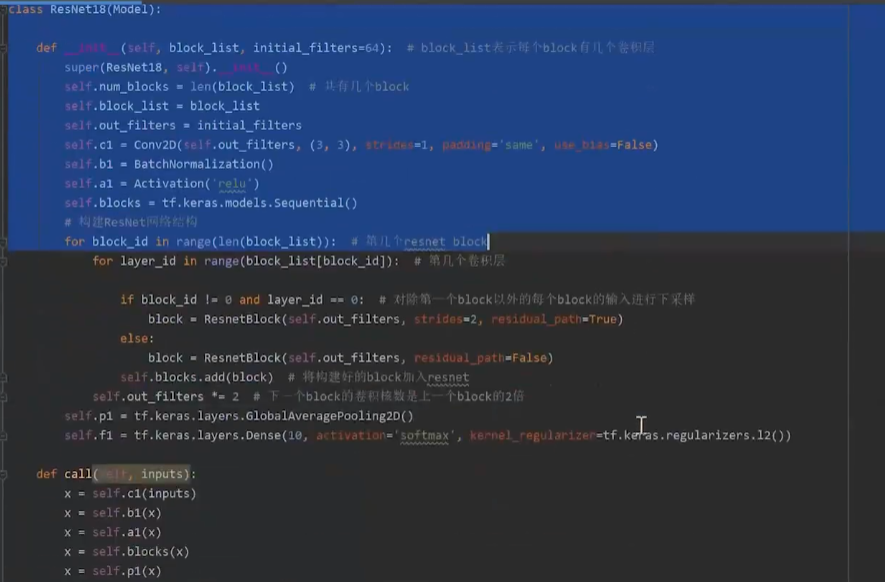 class ResNet18(Model):
def __init__(self, block_list, initial_filters=64):  # block_list表示每个block有几个卷积层
super(ResNet18, self).__init__()
self.num_blocks = len(block_list)  # 共有几个block
self.block_list = block_list
self.out_filters = initial_filters
self.c1 = Conv2D(self.out_filters, (3, 3), strides=1, padding='same', use_bias=False)
self.b1 = BatchNormalization()
self.a1 = Activation('relu')
self.blocks = tf.keras.models.Sequential()
# 构建ResNet网络结构
for block_id in range(len(block_list)):  # 第几个resnet block
for layer_id in range(block_list[block_id]):  # 第几个卷积层
if block_id != 0 and layer_id == 0:  # 对除第一个block以外的每个block的输入进行下采样
block = ResnetBlock(self.out_filters, strides=2, residual_path=True)
else:
block = ResnetBlock(self.out_filters, residual_path=False)
self.blocks.add(block)  # 将构建好的block加入resnet
self.out_filters *= 2  # 下一个block的卷积核数是上一个block的2倍
self.p1 = tf.keras.layers.GlobalAveragePooling2D()
self.f1 = tf.keras.layers.Dense(10, activation='softmax', kernel_regularizer=tf.keras.regularizers.l2())
def call(self, inputs):
x = self.c1(inputs)
x = self.b1(x)
x = self.a1(x)
x = self.blocks(x)
x = self.p1(x)